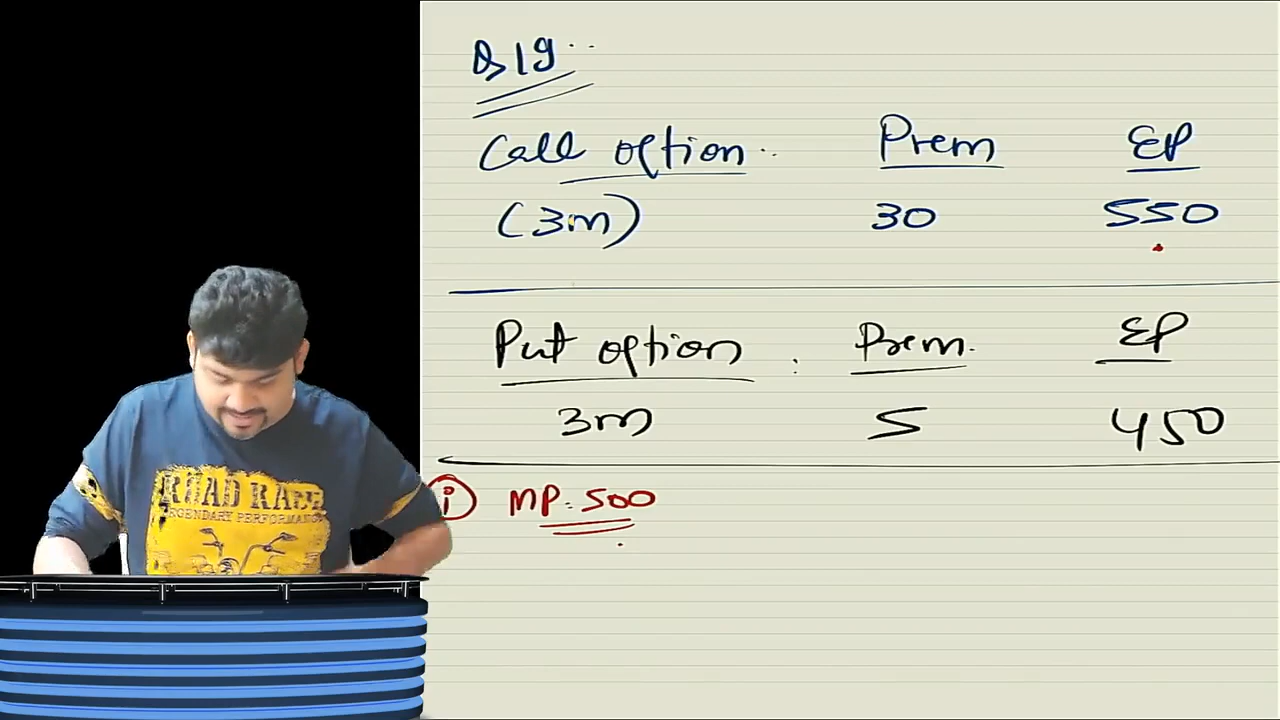 Q19..
Call option.. Prem EP
(3m) 30 550
Put option : Prem. EP
3m 5 450
(i) MP = 500
ROAD RACE
LEGENDARY PERFORMANCE